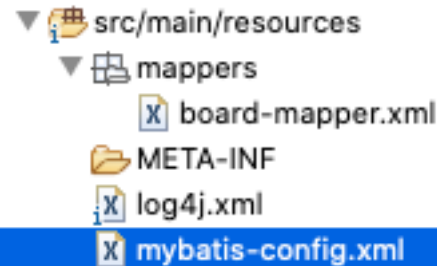 src/main/resources
mappers
board-mapper.xml
META-INF
log4j.xml
mybatis-config.xml